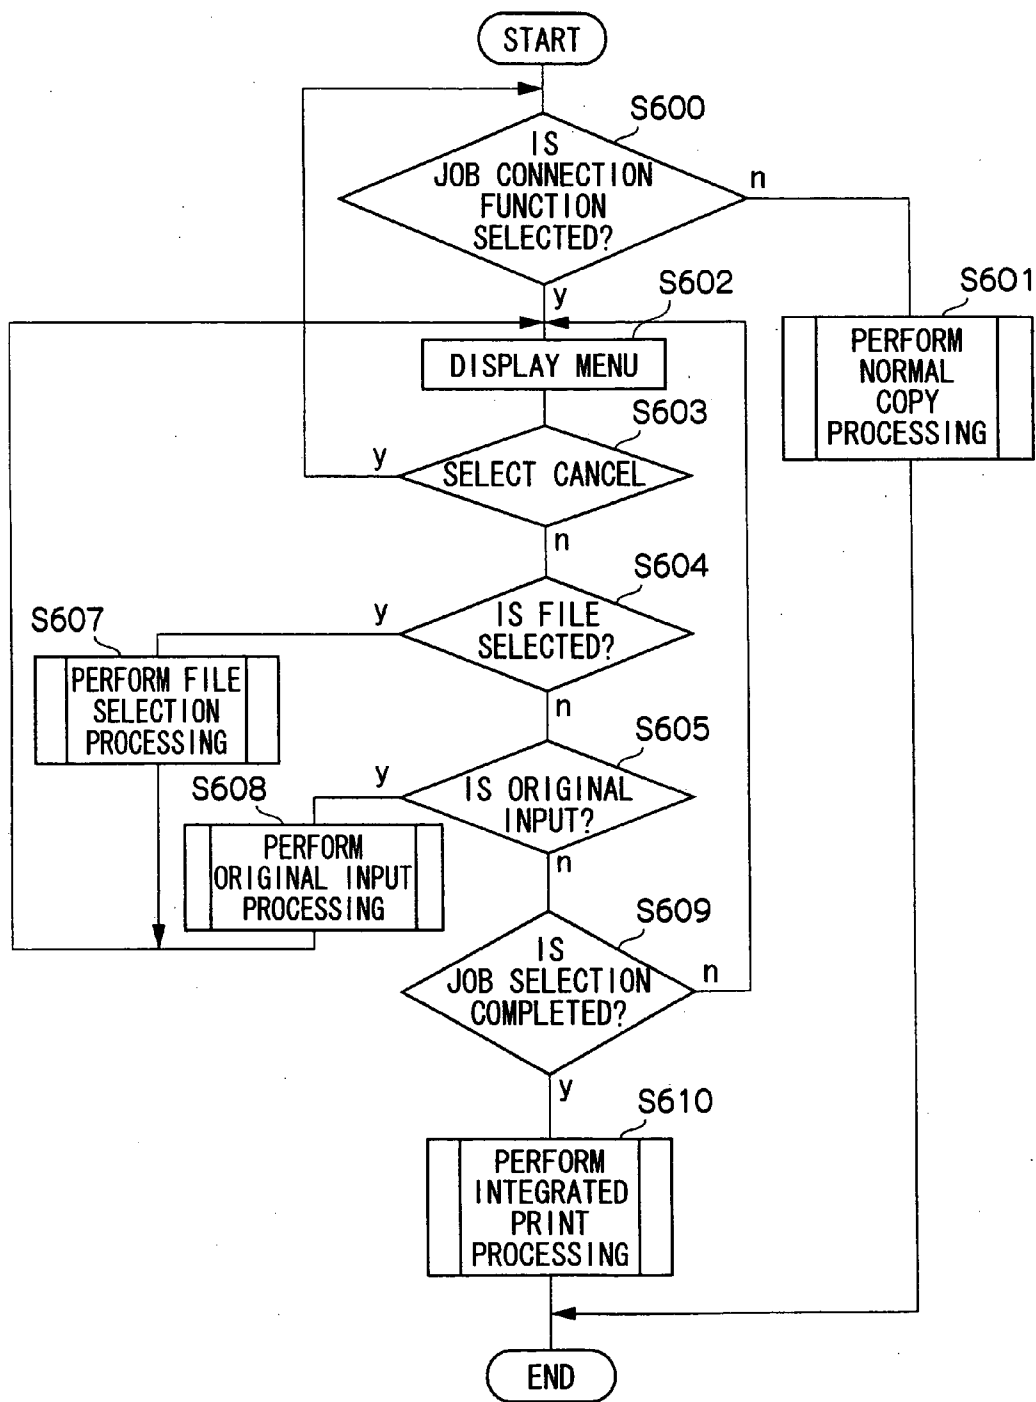 START
S600
IS
JOB CONNECTION
FUNCTION
SELECTED?
n
y
S601
PERFORM
NORMAL
COPY
PROCESSING
S602
DISPLAY MENU
S603
y
SELECT CANCEL
n
S604
y
IS FILE
SELECTED?
n
S607
PERFORM FILE
SELECTION
PROCESSING
S605
y
IS ORIGINAL
INPUT?
n
S608
PERFORM
ORIGINAL INPUT
PROCESSING
S609
IS
JOB SELECTION
COMPLETED?
n
y
S610
PERFORM
INTEGRATED
PRINT
PROCESSING
END